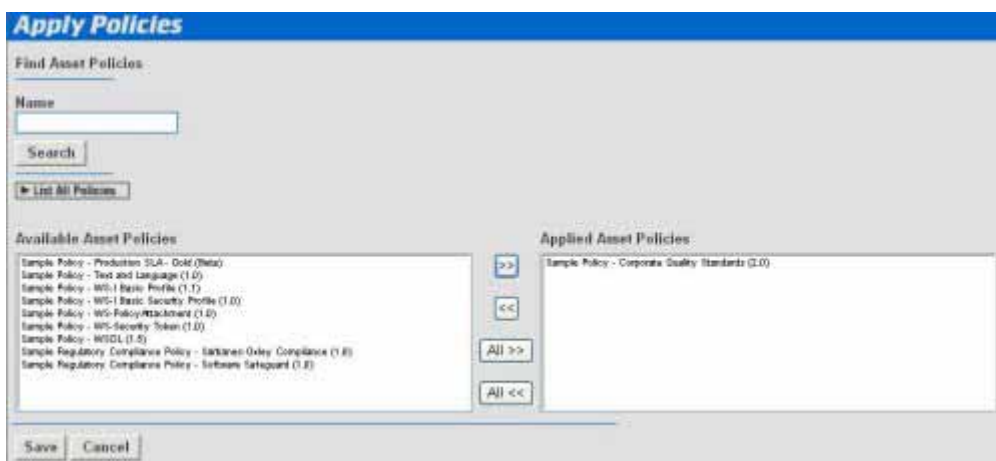 Apply Policies
Find Asset Policies
Name
Search
List All Policies
Available Asset Policies
Sample Policy - Production SLA - Gold (Beta)
Sample Policy - Text and Language (1.0)
Sample Policy - WS-I Basic Profile (1.1)
Sample Policy - WS-I Basic Security Profile (1.0)
Sample Policy - WS-PolicyAttachment (1.0)
Sample Policy - WS-Security Token (1.0)
Sample Policy - WSDL (1.5)
Sample Regulatory Compliance Policy - Sarbanes Oxley Compliance (1.0)
Sample Regulatory Compliance Policy - Software Safeguard (1.0)
>>
<<
All >>
All <<
Applied Asset Policies
Sample Policy - Corporate Quality Standards (2.0)
Save
Cancel